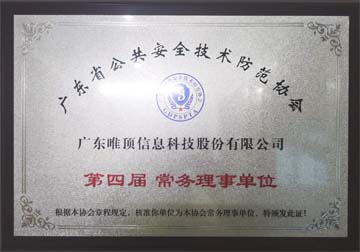 广东省公共安全技术防范协会
GDPSPTA
广东唯顶信息科技股份有限公司
第四届 常务理事单位
根据本协会章程规定，核准你单位为本协会常务理事单位，特颁发此证！